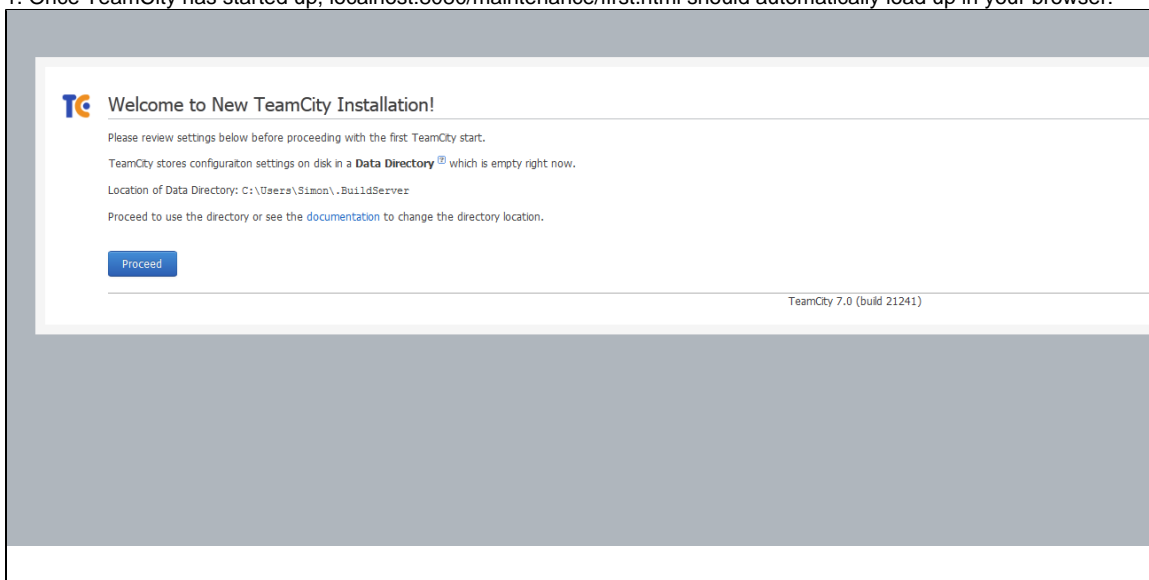 1. Once TeamCity has started up, localhost:8080/maintenance/first.html should automatically load up in your browser.
TC Welcome to New TeamCity Installation!
Please review settings below before proceeding with the first TeamCity start.
TeamCity stores configuraiton settings on disk in a Data Directory [?] which is empty right now.
Location of Data Directory: C:\Users\Simon\.BuildServer
Proceed to use the directory or see the documentation to change the directory location.
Proceed
TeamCity 7.0 (build 21241)